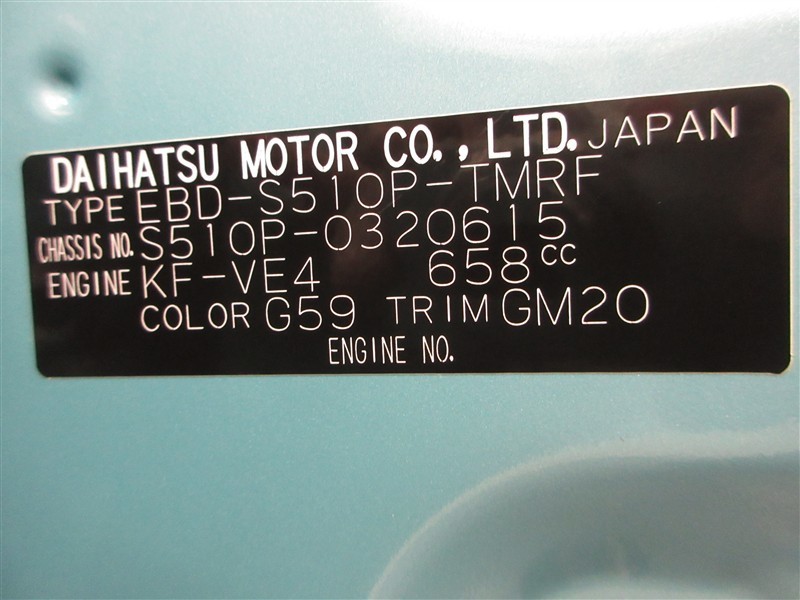 DAIHATSU MOTOR CO., LTD. JAPAN
TYPE EBD-S510P-TMRF
CHASSIS NO. S510P-0320615
ENGINE KF-VE4 658cc
COLOR G59 TRIM GM20
ENGINE NO.